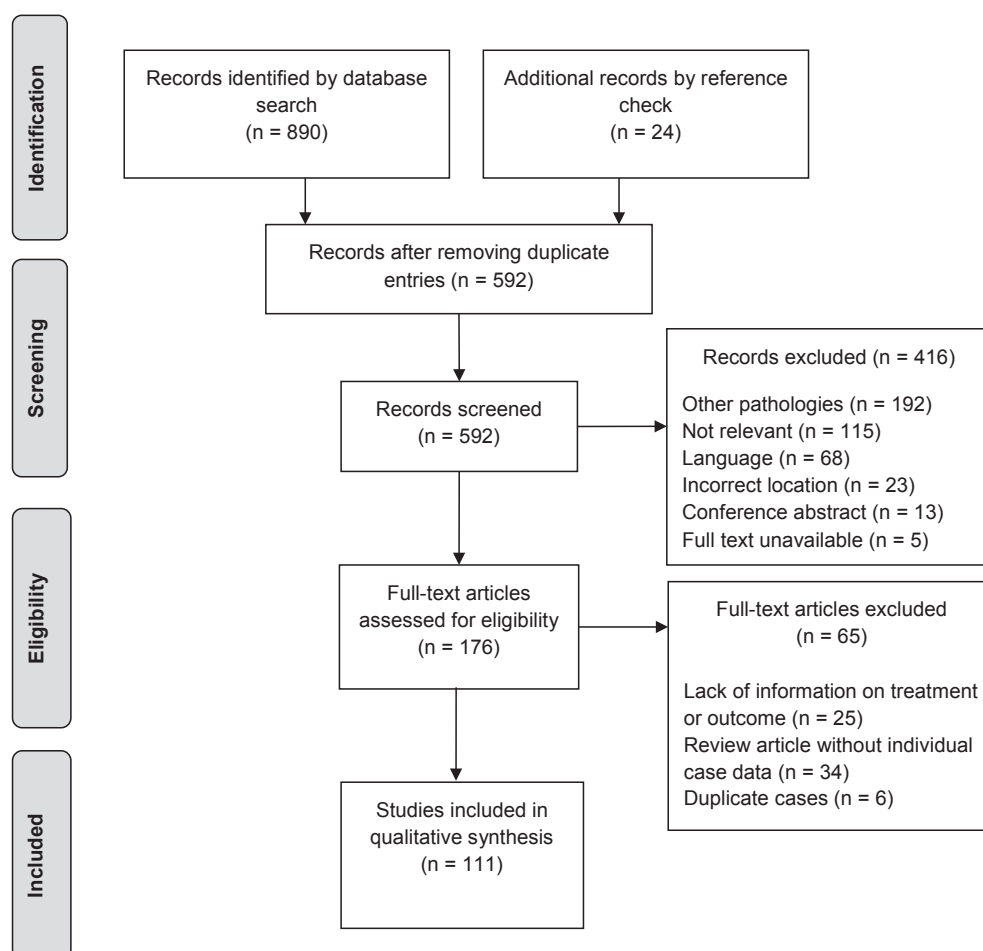 Identification
Records identified by database
search
(n = 890)
Additional records by reference
check
(n = 24)
Records after removing duplicate
entries (n = 592)
Screening
Records screened
(n = 592)
Records excluded (n = 416)
Other pathologies (n = 192)
Not relevant (n = 115)
Language (n = 68)
Incorrect location (n = 23)
Conference abstract (n = 13)
Full text unavailable (n = 5)
Eligibility
Full-text articles
assessed for eligibility
(n = 176)
Full-text articles excluded
(n = 65)
Lack of information on treatment
or outcome (n = 25)
Review article without individual
case data (n = 34)
Duplicate cases (n = 6)
Included
Studies included in
qualitative synthesis
(n = 111)